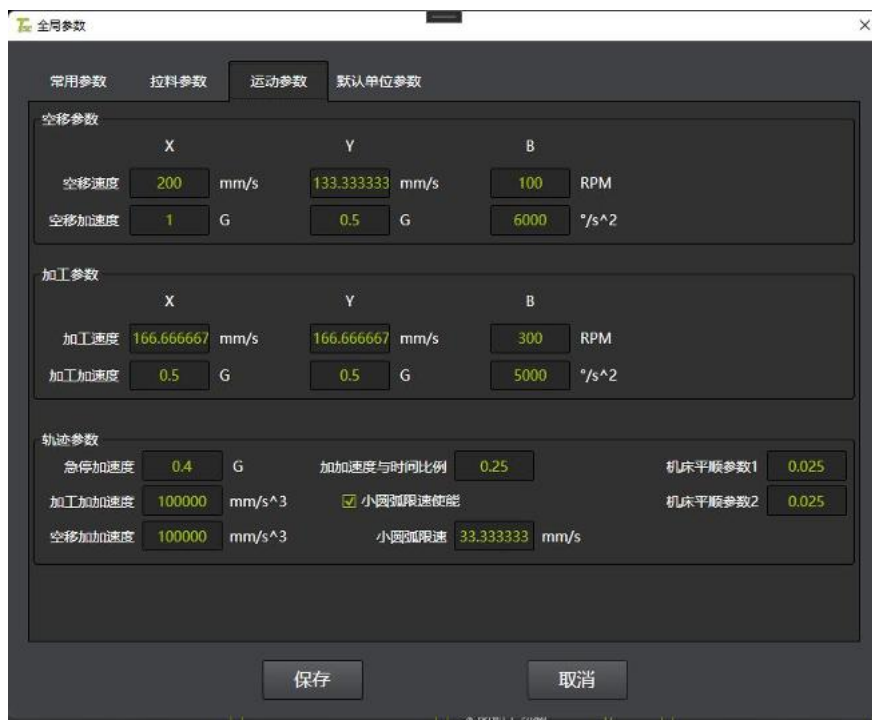 全局参数
常用参数 拉料参数 运动参数 默认单位参数
空移参数
X Y B
空移速度 200 mm/s 133.333333 mm/s 100 RPM
空移加速度 1 G 0.5 G 6000 °/s^2
加工参数
X Y B
加工速度 166.666667 mm/s 166.666667 mm/s 300 RPM
加工加速度 0.5 G 0.5 G 5000 °/s^2
轨迹参数
急停加速度 0.4 G 加加速度与时间比例 0.25 机床平顺参数1 0.025
加工加加速度 100000 mm/s^3 小圆弧限速使能 机床平顺参数2 0.025
空移加加速度 100000 mm/s^3 小圆弧限速 33.333333 mm/s
保存 取消